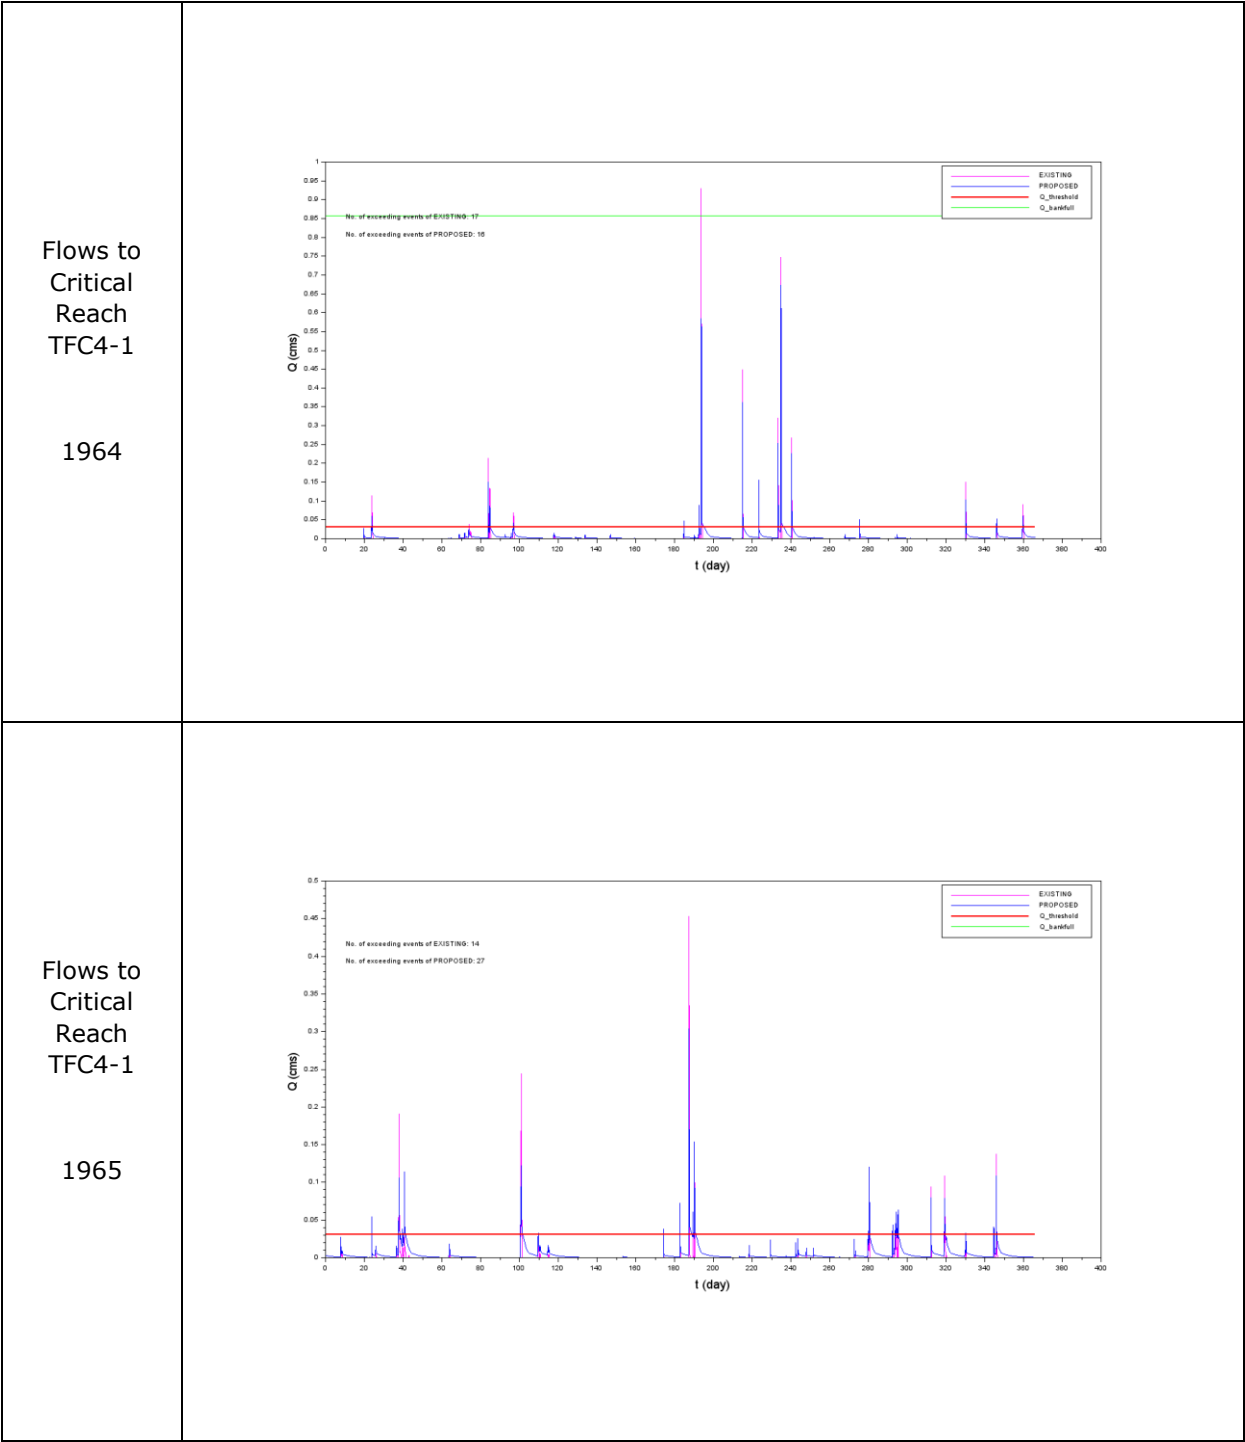 Flows to
Critical
Reach
TFC4-1
1964
1
0.95
0.9
0.85
0.8
0.75
0.7
0.65
0.6
0.55
0.5
0.45
0.4
0.35
0.3
0.25
0.2
0.15
0.1
0.05
0
Q (cms)
No. of exceeding events of EXISTING: 17
No. of exceeding events of PROPOSED: 16
EXISTING
PROPOSED
Q_threshold
Q_bankfull
0 20 40 60 80 100 120 140 160 180 200 220 240 260 280 300 320 340 360 380 400
t (day)
Flows to
Critical
Reach
TFC4-1
1965
0.5
0.45
0.4
0.35
0.3
0.25
0.2
0.15
0.1
0.05
0
Q (cms)
No. of exceeding events of EXISTING: 14
No. of exceeding events of PROPOSED: 27
EXISTING
PROPOSED
Q_threshold
Q_bankfull
0 20 40 60 80 100 120 140 160 180 200 220 240 260 280 300 320 340 360 380 400
t (day)